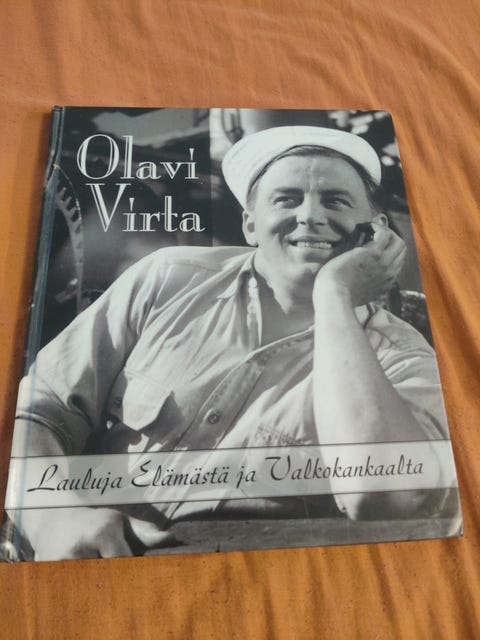 Olavi
Virta
Lauluja Elämästä ja Valkokankaalta